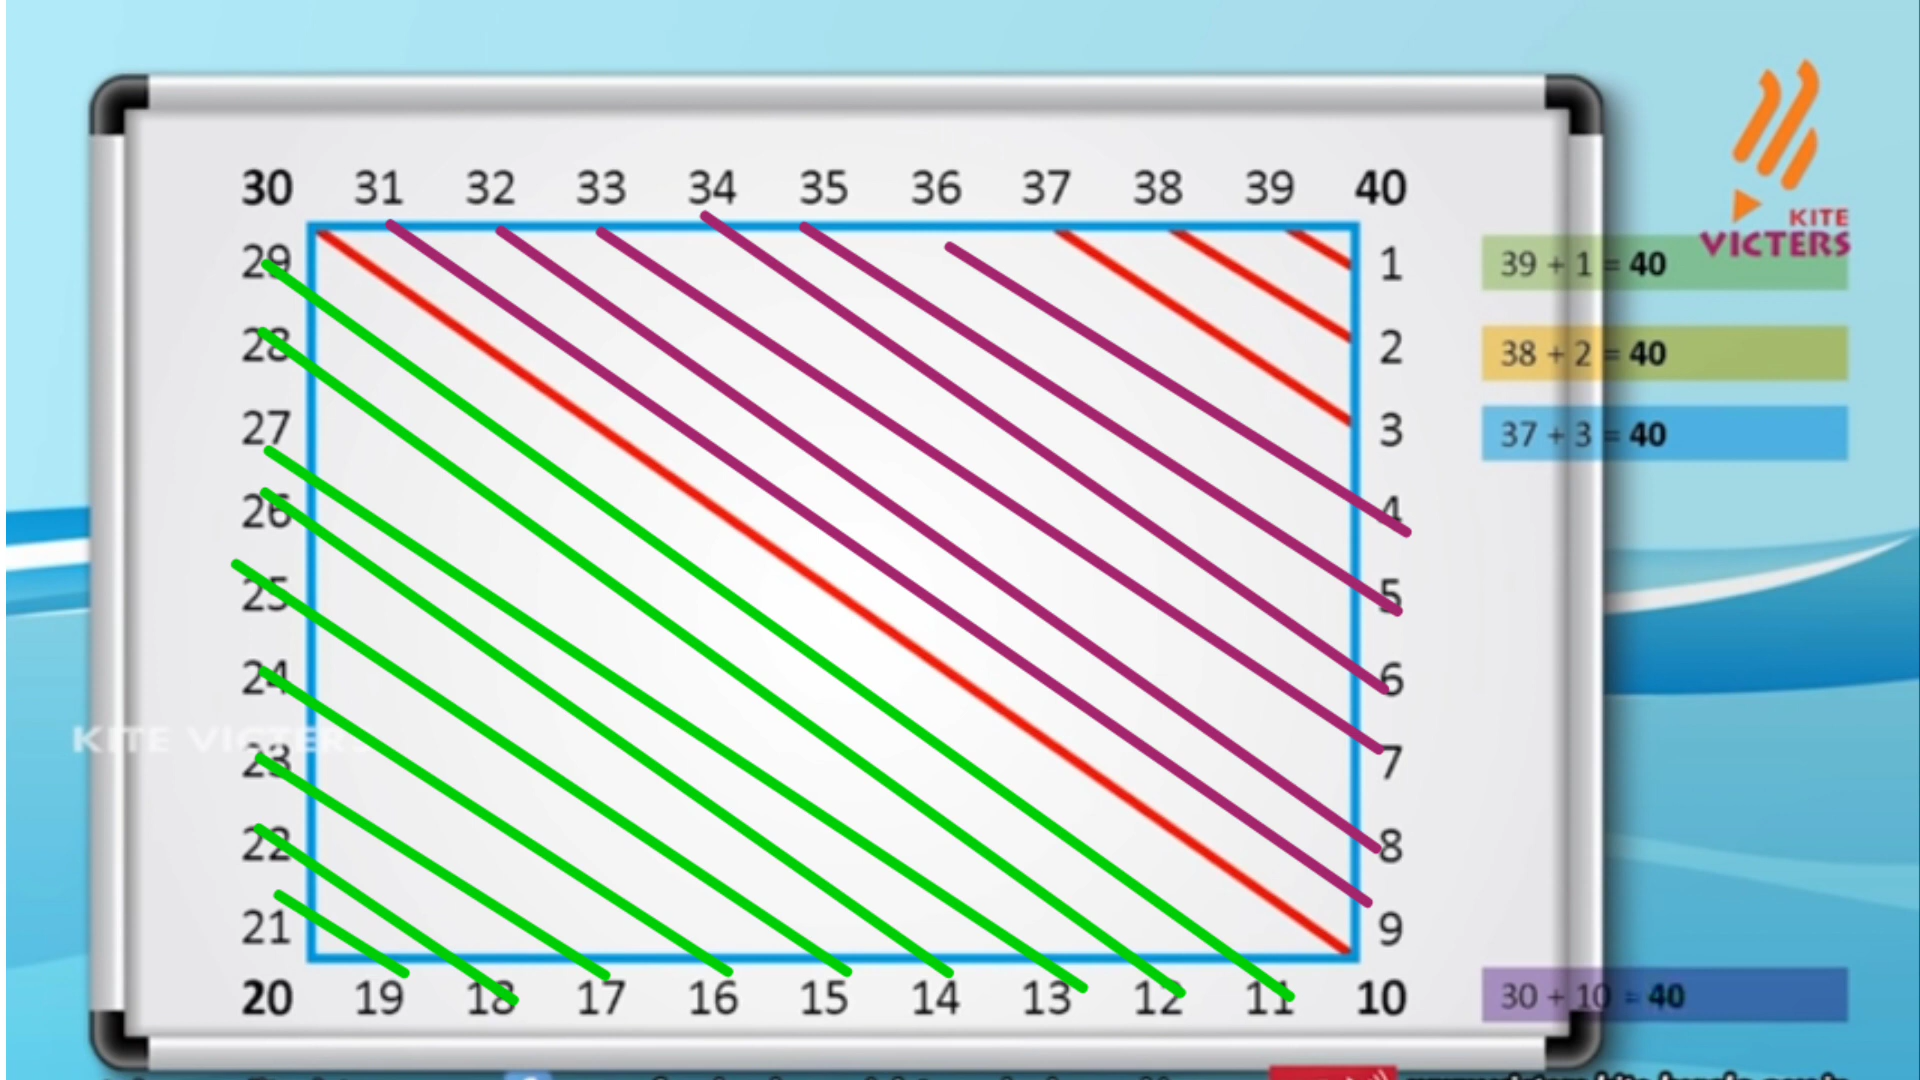 30 31 32 33 34 35 36 37 38 39 40
KITE
VICTERS
29 1 39 + 1 = 40
28 2 38 + 2 = 40
27 3 37 + 3 = 40
26 4
25 5
24 6
KITE VICTERS
23 7
22 8
21 9
20 19 18 17 16 15 14 13 12 11 10 30 + 10 = 40